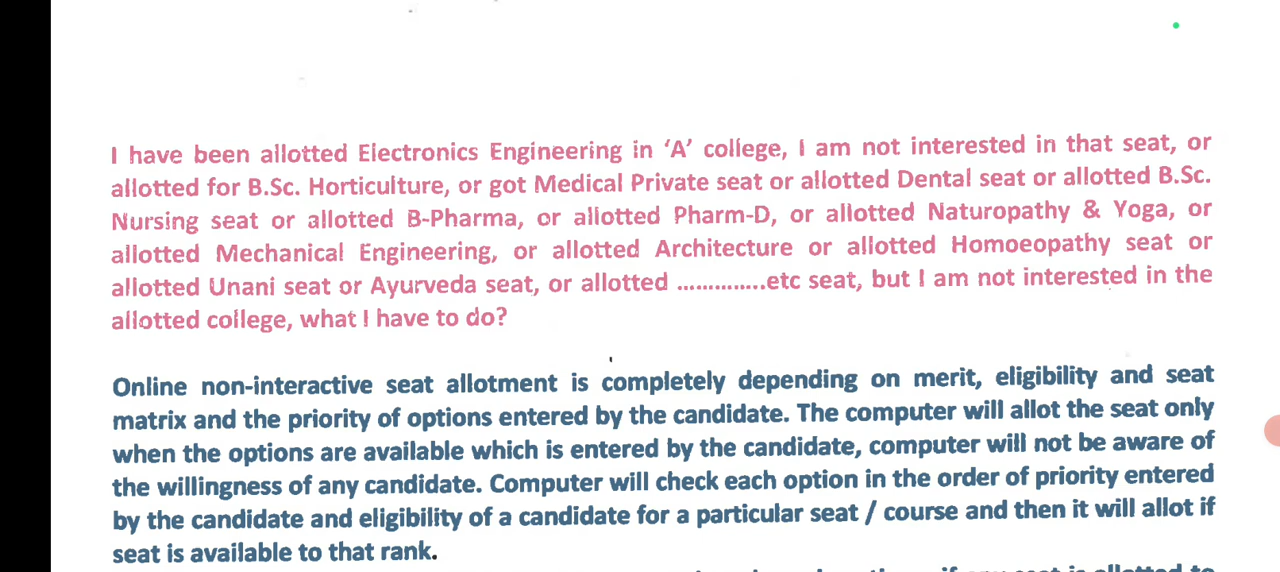 I have been allotted Electronics Engineering in ‘A’ college, I am not interested in that seat, or
allotted for B.Sc. Horticulture, or got Medical Private seat or allotted Dental seat or allotted B.Sc.
Nursing seat or allotted B-Pharma, or allotted Pharm-D, or allotted Naturopathy & Yoga, or
allotted Mechanical Engineering, or allotted Architecture or allotted Homoeopathy seat or
allotted Unani seat or Ayurveda seat, or allotted ..............etc seat, but I am not interested in the
allotted college, what I have to do?
Online non-interactive seat allotment is completely depending on merit, eligibility and seat
matrix and the priority of options entered by the candidate. The computer will allot the seat only
when the options are available which is entered by the candidate, computer will not be aware of
the willingness of any candidate. Computer will check each option in the order of priority entered
by the candidate and eligibility of a candidate for a particular seat / course and then it will allot if
seat is available to that rank.
if any seat is allotted to